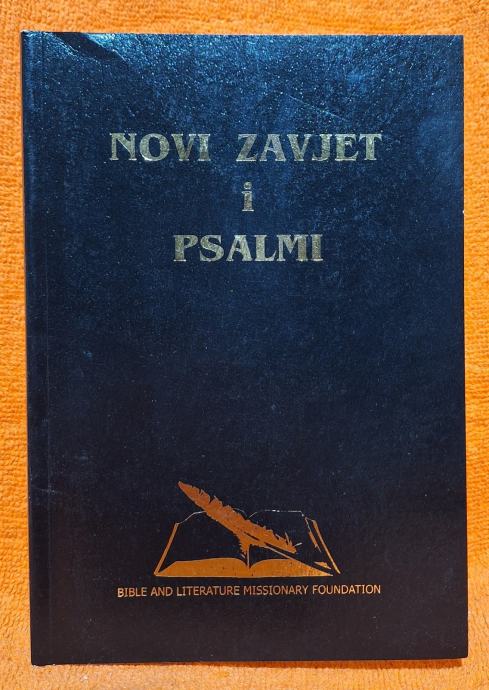 NOVI ZAVJET
i
PSALMI
BIBLE AND LITERATURE MISSIONARY FOUNDATION